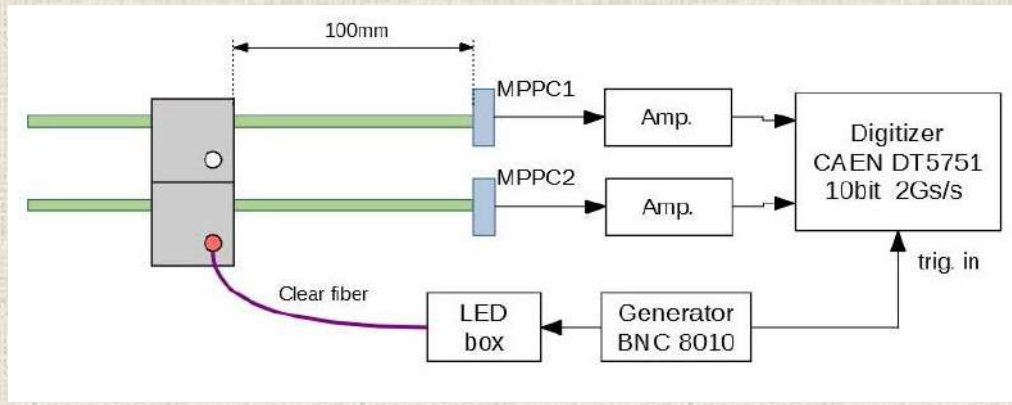 100mm
MPPC1
Amp.
Digitizer
CAEN DT5751
10bit 2Gs/s
MPPC2
Amp.
trig. in
Clear fiber
LED
box
Generator
BNC 8010